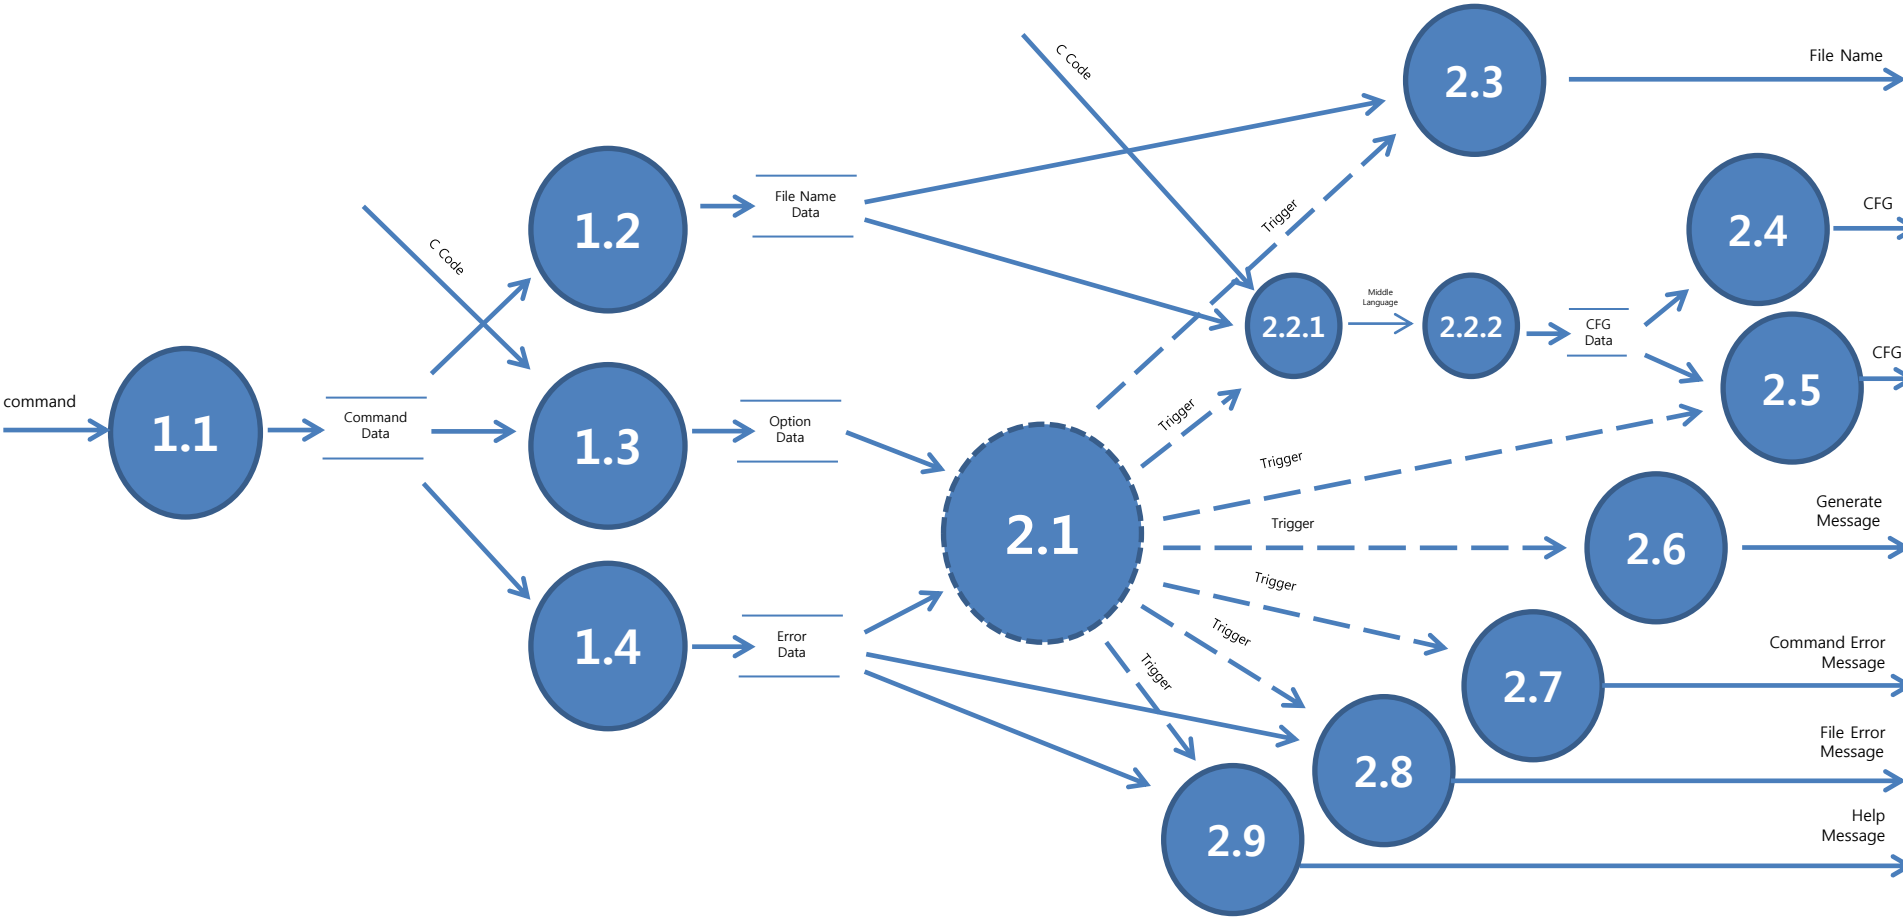 2.3
File Name
C Code
2.4
CFG
1.2
File Name
Data
Trigger
C Code
Middle
Language
2.2.1
2.2.2
CFG
Data
2.5
CFG
command
1.1
Command
Data
1.3
Option
Data
Trigger
Trigger
2.1
Trigger
2.6
Generate
Message
Trigger
1.4
Error
Data
Trigger
Trigger
2.7
Command Error
Message
2.8
File Error
Message
2.9
Help
Message